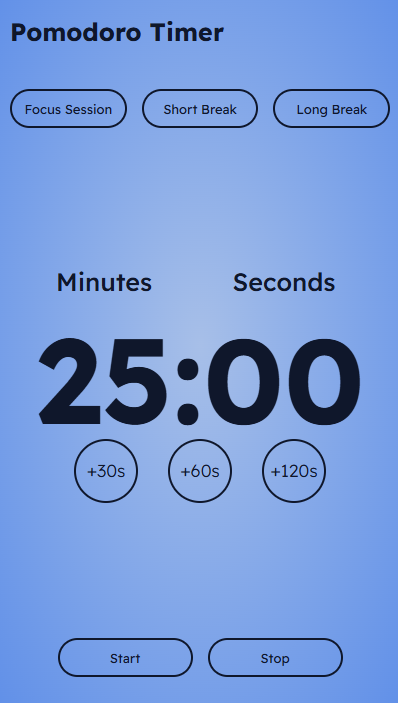 Pomodoro Timer
Focus Session Short Break Long Break
Minutes Seconds
25:00
+30s +60s +120s
Start Stop